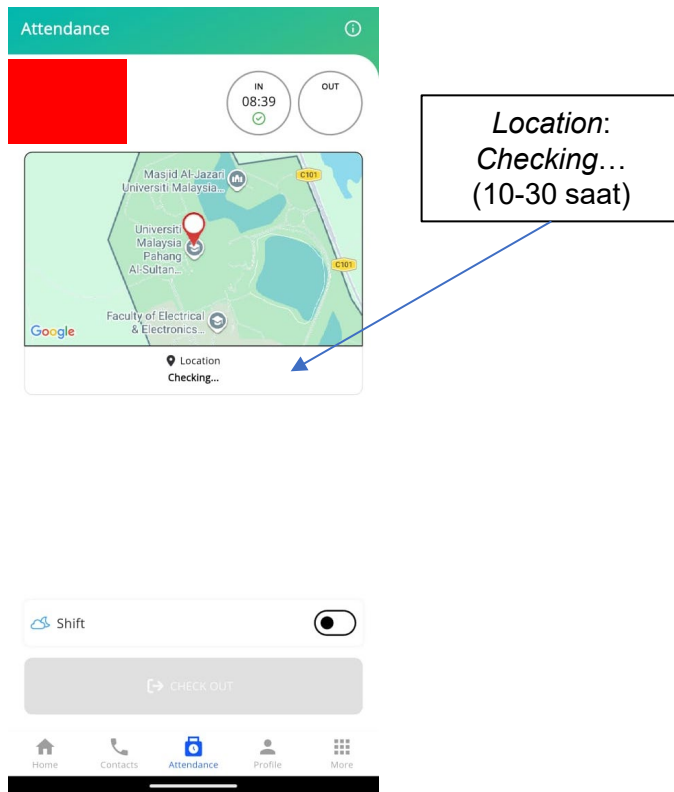 Attendance
IN
08:39
OUT
Location:
Checking...
(10-30 saat)
Masjid Al-Jazari
Universiti Malaysia...
C101
Universiti
Malaysia
Pahang
Al-Sultan...
C101
Faculty of Electrical
& Electronics...
Google
Location
Checking...
Shift
CHECK OUT
Home
Contacts
Attendance
Profile
More